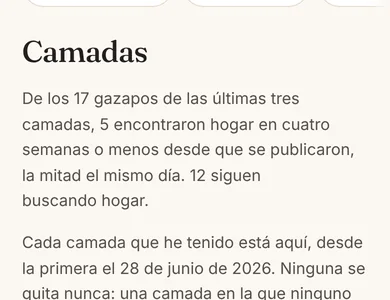 Camadas
De los 17 gazapos de las últimas tres
camadas, 5 encontraron hogar en cuatro
semanas o menos desde que se publicaron,
la mitad el mismo día. 12 siguen
buscando hogar.
Cada camada que he tenido está aquí, desde
la primera el 28 de junio de 2026. Ninguna se
quita nunca: una camada en la que ninguno